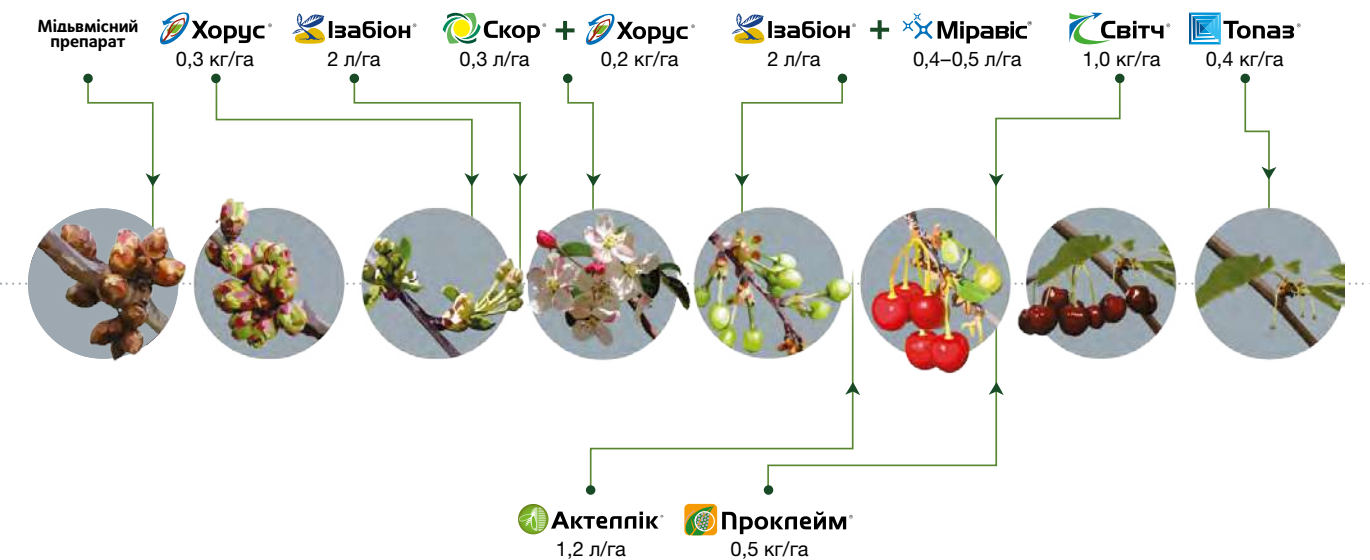 Мідьвмісний
препарат
Хорус®
0,3 кг/га
Ізабіон®
2 л/га
Скор® + Хорус®
0,3 л/га 0,2 кг/га
Ізабіон® + Міравіс®
2 л/га 0,4–0,5 л/га
Світч®
1,0 кг/га
Топаз®
0,4 кг/га
Актеллік®
1,2 л/га
Проклейм®
0,5 кг/га